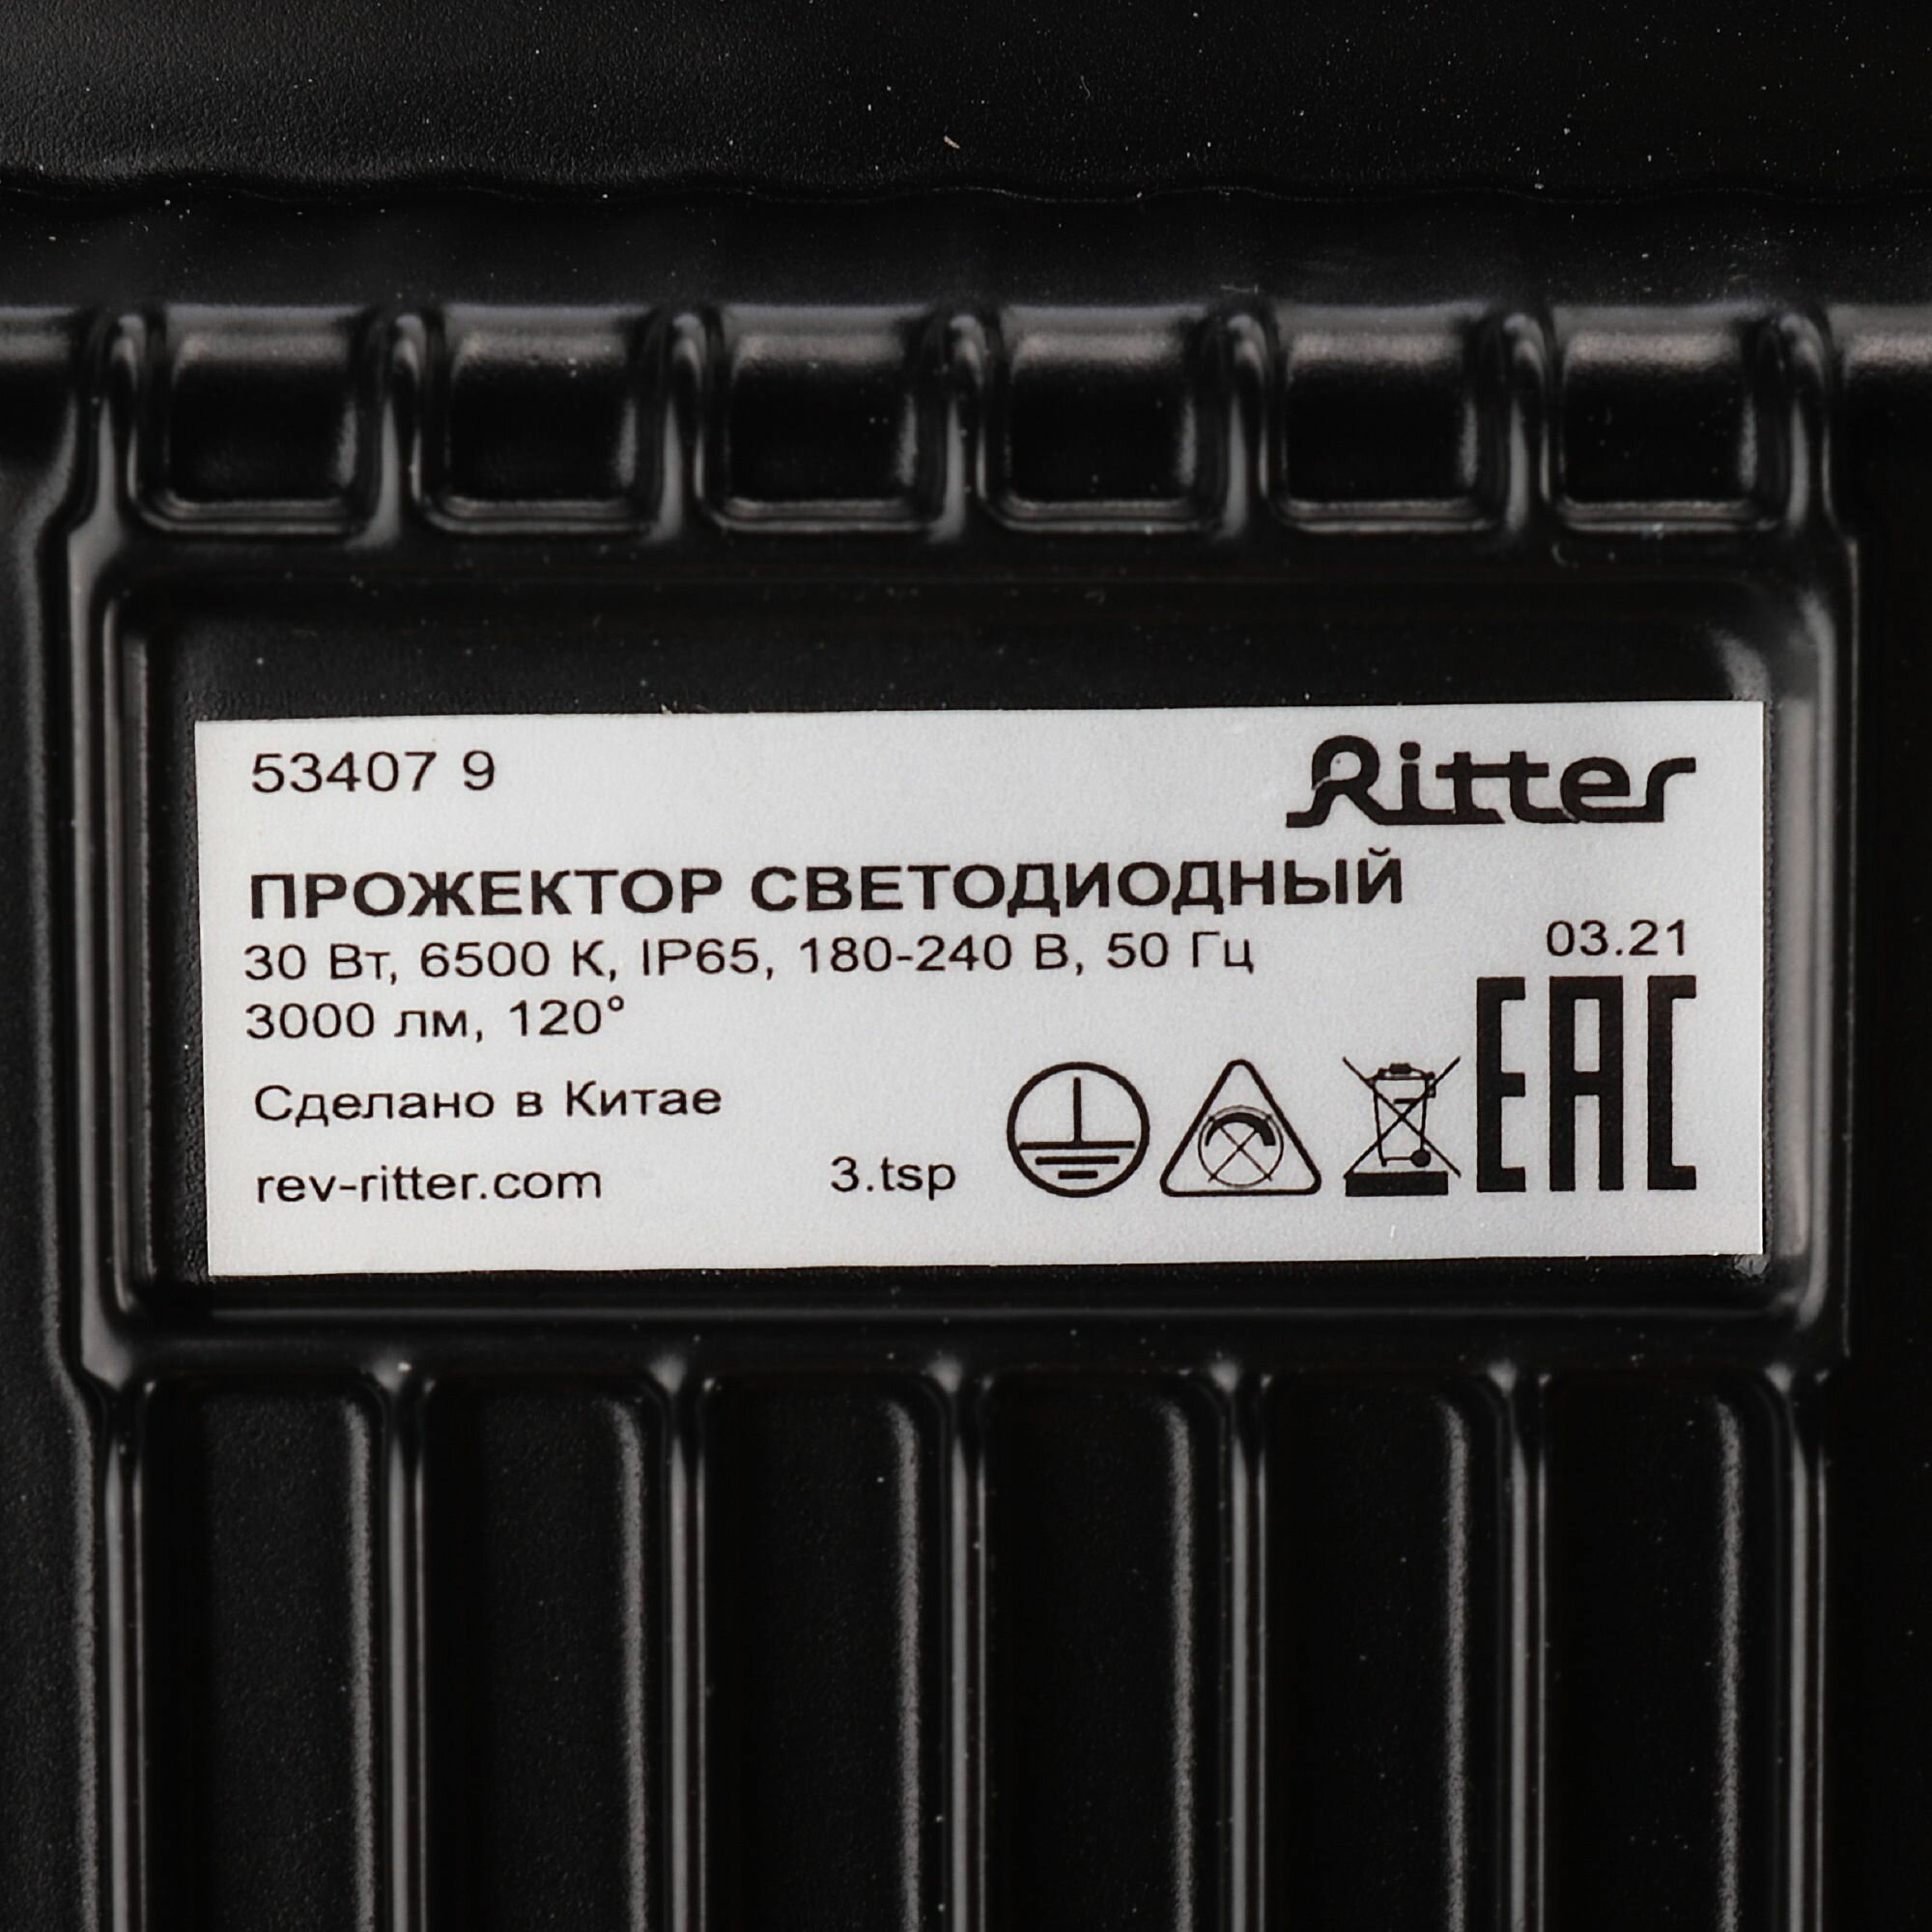 53407 9
Ritter
ПРОЖЕКТОР СВЕТОДИОДНЫЙ
30 Вт, 6500 К, IP65, 180-240 В, 50 Гц
03.21
3000 лм, 120°
Сделано в Китае
rev-ritter.com
3.tsp
EAC